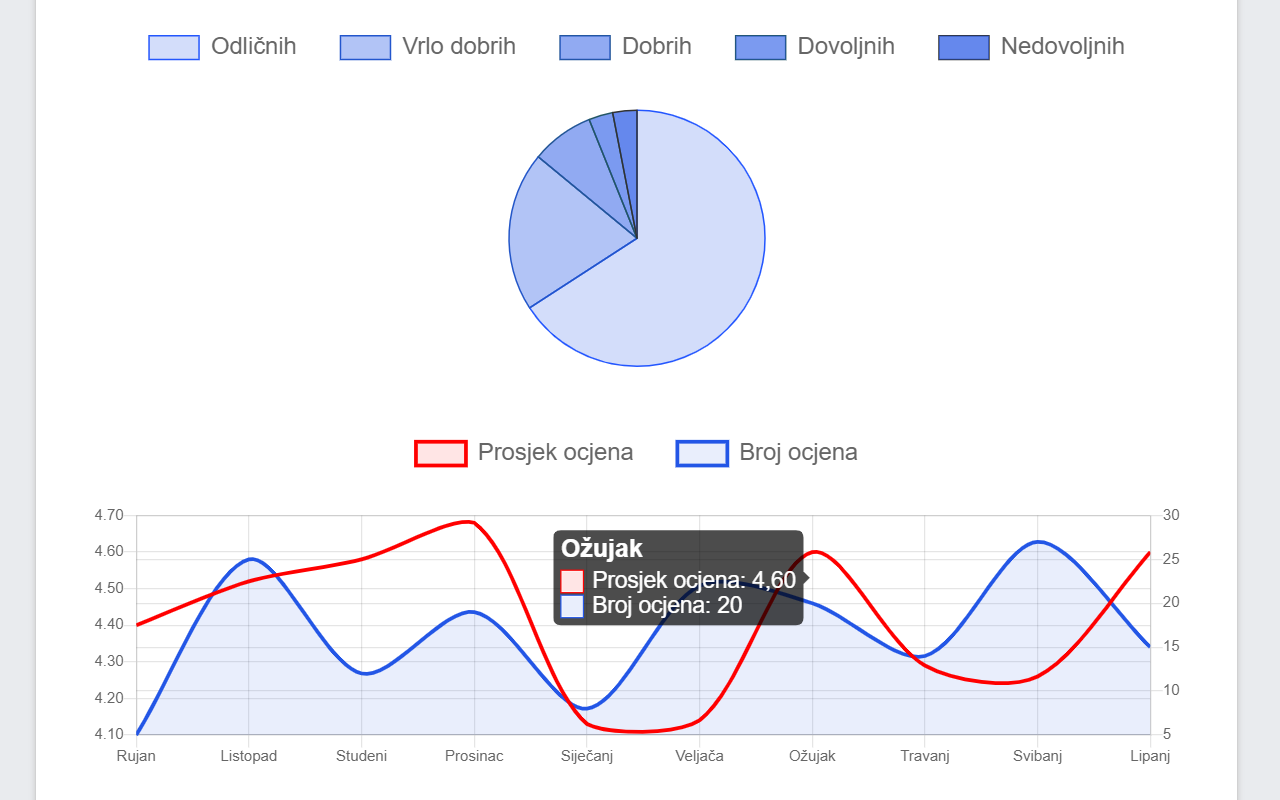 Odličnih Vrlo dobrih Dobrih Dovoljnih Nedovoljnih
Prosjek ocjena Broj ocjena
4.70 30
4.60 25
4.50 20
4.40 15
4.30 10
4.20 5
4.10
Ožujak
Prosjek ocjena: 4,60
Broj ocjena: 20
Rujan Listopad Studeni Prosinac Siječanj Veljača Ožujak Travanj Svibanj Lipanj